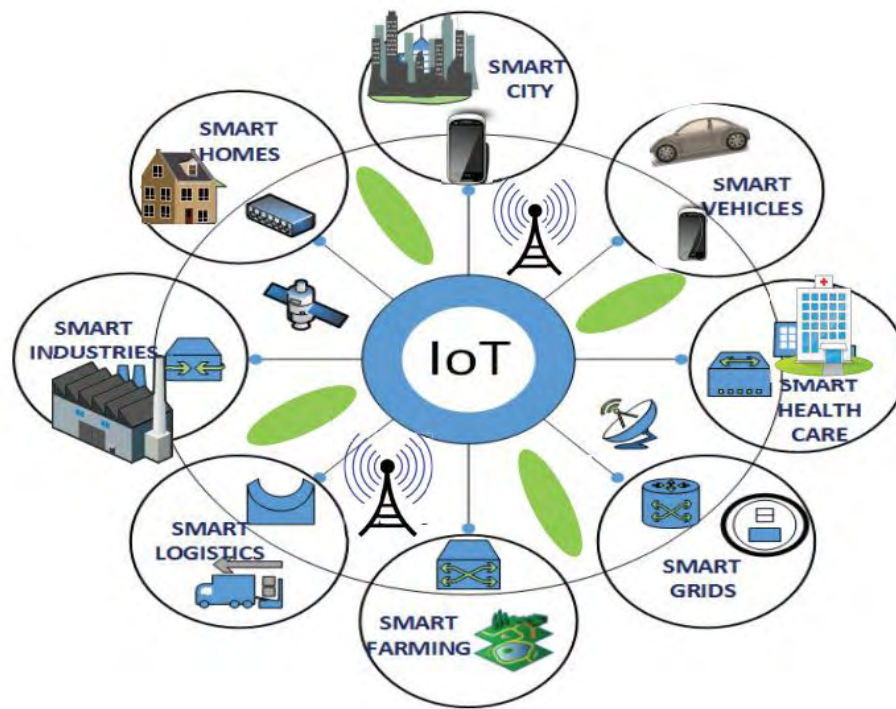 SMART
CITY
SMART
HOMES
SMART
VEHICLES
SMART
INDUSTRIES
IoT
SMART
HEALTH
CARE
SMART
LOGISTICS
SMART
GRIDS
SMART
FARMING